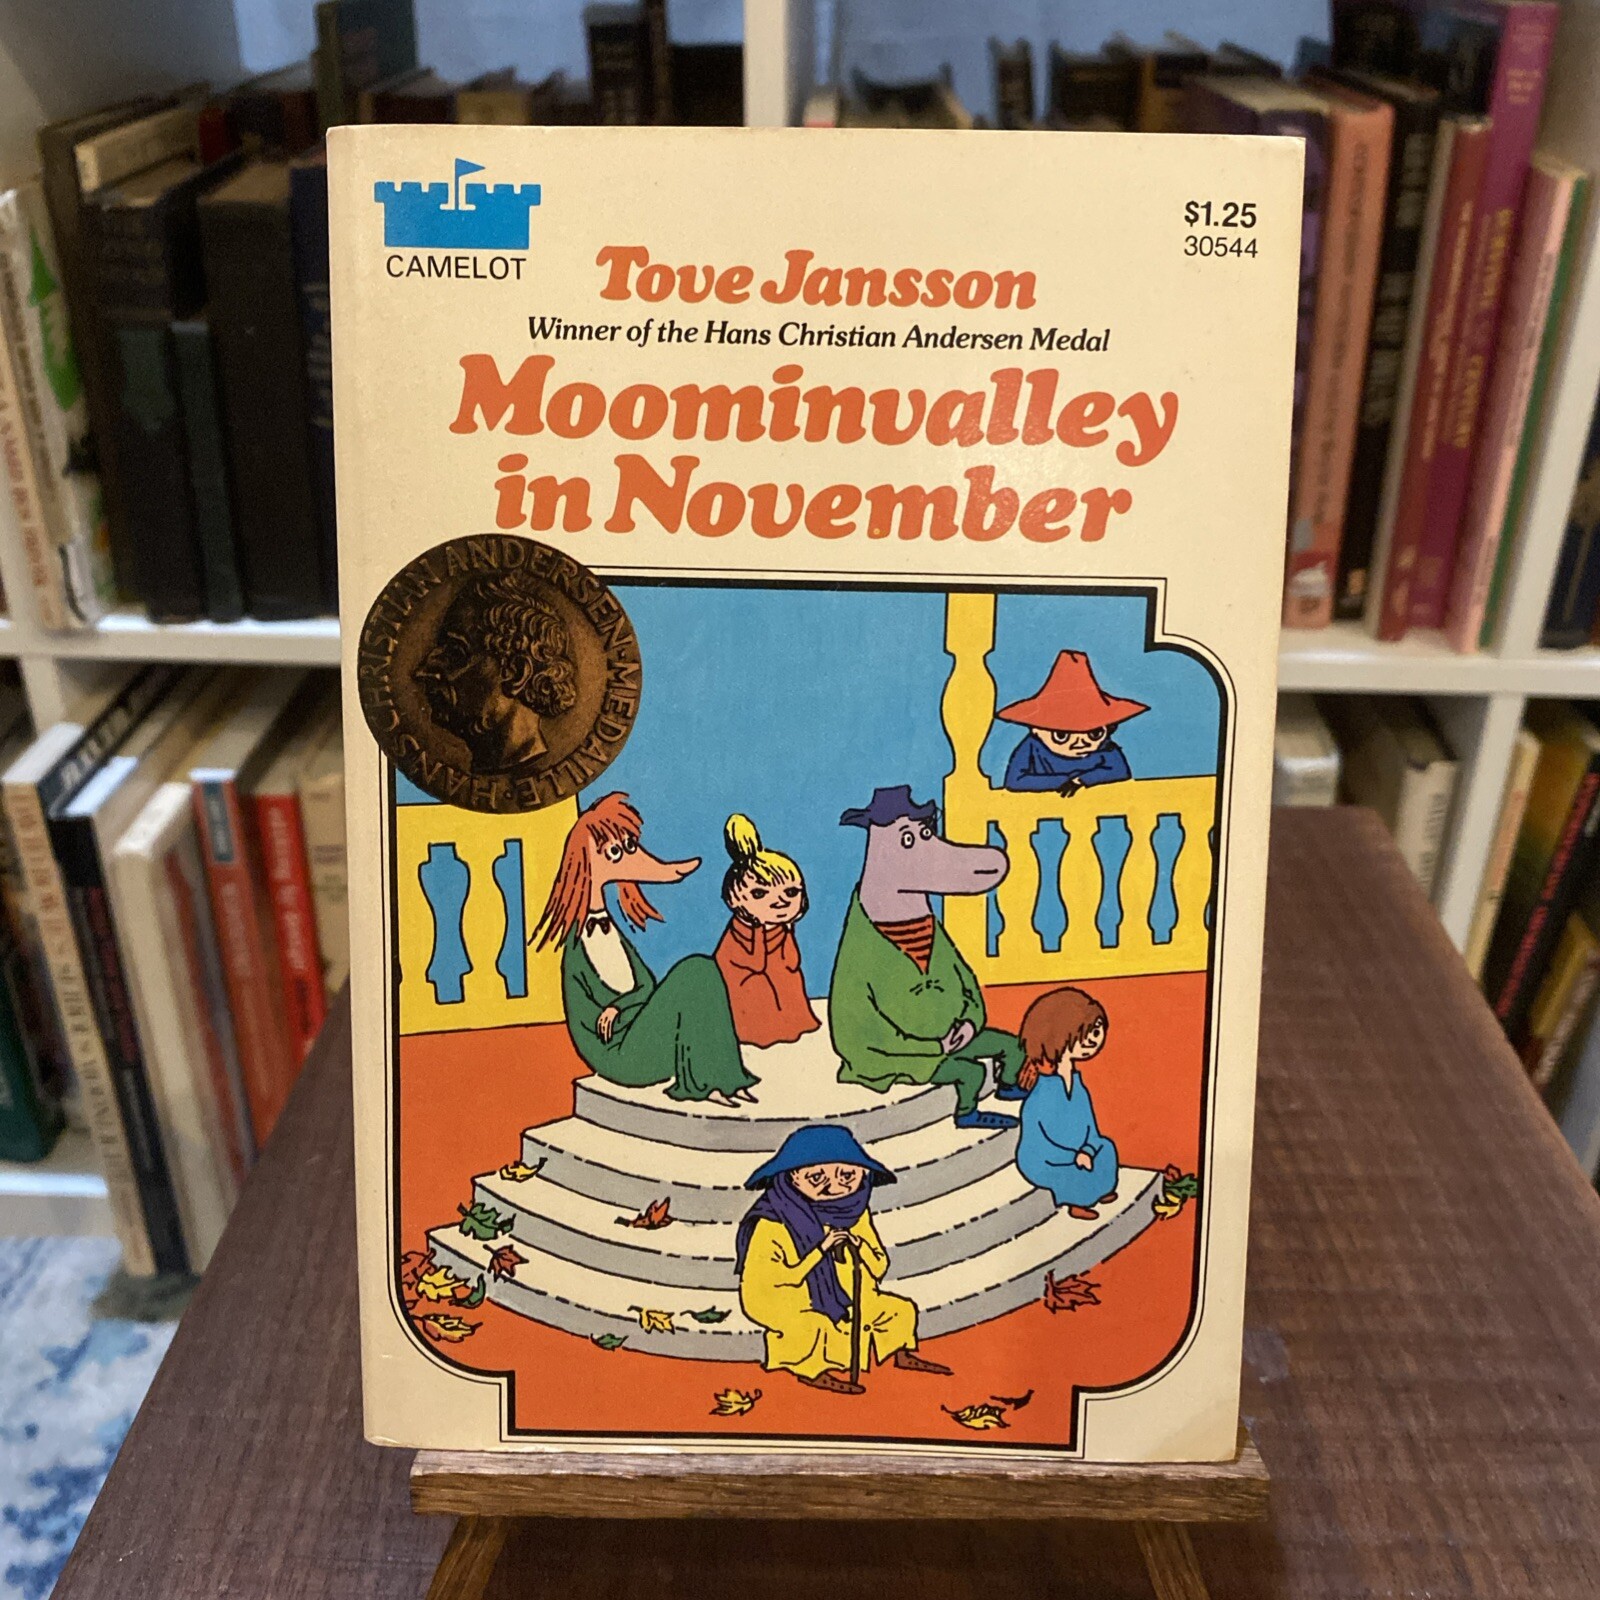 CAMELOT
$1.25
30544
Tove Jansson
Winner of the Hans Christian Andersen Medal
Moominvalley
in November
HANS CHRISTIAN ANDERSEN·MEDAILLE·